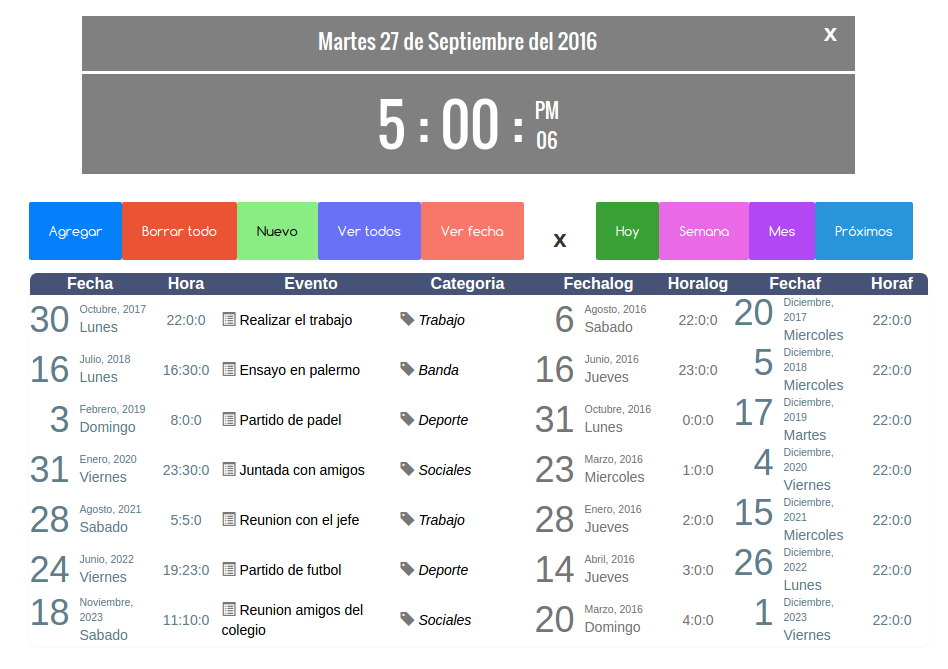 Martes 27 de Septiembre del 2016 X
5 : 00 : PM 06
Agregar Borrar todo Nuevo Ver todos Ver fecha x Hoy Semana Mes Próximos
Fecha Hora Evento Categoria Fechalog Horalog Fechaf Horaf
30 Octubre, 2017 Lunes 22:0:0 Realizar el trabajo Trabajo 6 Agosto, 2016 Sabado 22:0:0 20 Diciembre, 2017 Miercoles 22:0:0
16 Julio, 2018 Lunes 16:30:0 Ensayo en palermo Banda 16 Junio, 2016 Jueves 23:0:0 5 Diciembre, 2018 Miercoles 22:0:0
3 Febrero, 2019 Domingo 8:0:0 Partido de padel Deporte 31 Octubre, 2016 Lunes 0:0:0 17 Diciembre, 2019 Martes 22:0:0
31 Enero, 2020 Viernes 23:30:0 Juntada con amigos Sociales 23 Marzo, 2016 Miercoles 1:0:0 4 Diciembre, 2020 Viernes 22:0:0
28 Agosto, 2021 Sabado 5:5:0 Reunion con el jefe Trabajo 28 Enero, 2016 Jueves 2:0:0 15 Diciembre, 2021 Miercoles 22:0:0
24 Junio, 2022 Viernes 19:23:0 Partido de futbol Deporte 14 Abril, 2016 Jueves 3:0:0 26 Diciembre, 2022 Lunes 22:0:0
18 Noviembre, 2023 Sabado 11:10:0 Reunion amigos del colegio Sociales 20 Marzo, 2016 Domingo 4:0:0 1 Diciembre, 2023 Viernes 22:0:0